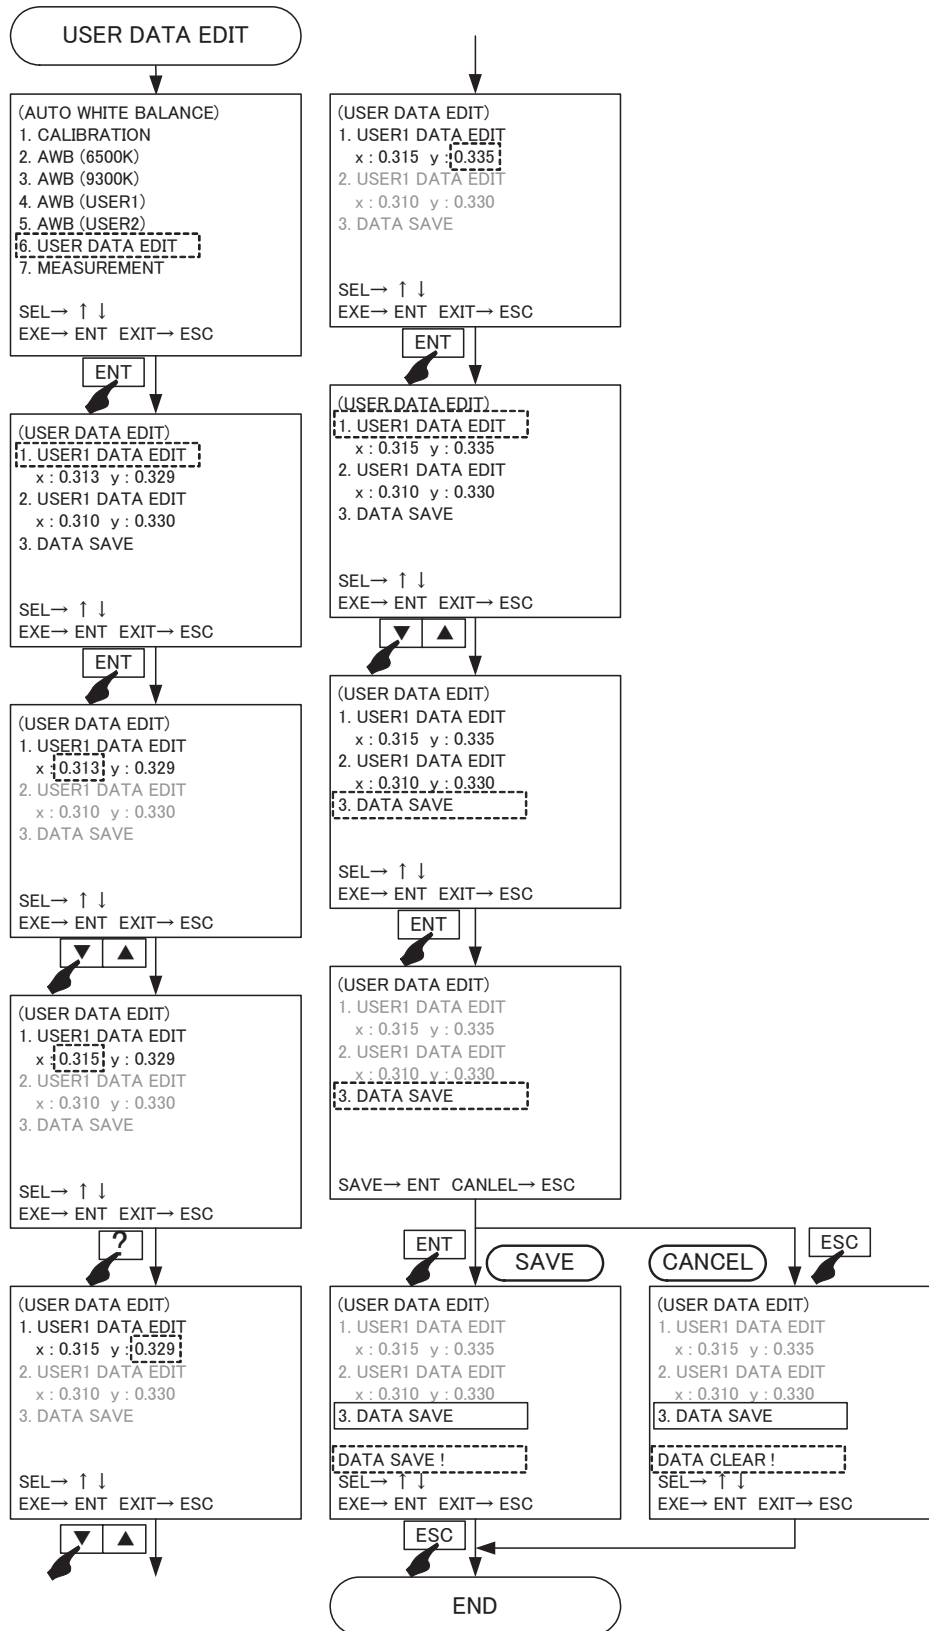 USER DATA EDIT
(AUTO WHITE BALANCE)
1. CALIBRATION
2. AWB (6500K)
3. AWB (9300K)
4. AWB (USER1)
5. AWB (USER2)
6. USER DATA EDIT
7. MEASUREMENT
SEL→ ↑ ↓
EXE→ ENT EXIT→ ESC
ENT
(USER DATA EDIT)
1. USER1 DATA EDIT
x : 0.313 y : 0.329
2. USER1 DATA EDIT
x : 0.310 y : 0.330
3. DATA SAVE
SEL→ ↑ ↓
EXE→ ENT EXIT→ ESC
ENT
(USER DATA EDIT)
1. USER1 DATA EDIT
x : 0.313 y : 0.329
2. USER1 DATA EDIT
x : 0.310 y : 0.330
3. DATA SAVE
SEL→ ↑ ↓
EXE→ ENT EXIT→ ESC
▼ ▲
(USER DATA EDIT)
1. USER1 DATA EDIT
x : 0.315 y : 0.329
2. USER1 DATA EDIT
x : 0.310 y : 0.330
3. DATA SAVE
SEL→ ↑ ↓
EXE→ ENT EXIT→ ESC
?
(USER DATA EDIT)
1. USER1 DATA EDIT
x : 0.315 y : 0.329
2. USER1 DATA EDIT
x : 0.310 y : 0.330
3. DATA SAVE
SEL→ ↑ ↓
EXE→ ENT EXIT→ ESC
▼ ▲
(USER DATA EDIT)
1. USER1 DATA EDIT
x : 0.315 y : 0.335
2. USER1 DATA EDIT
x : 0.310 y : 0.330
3. DATA SAVE
SEL→ ↑ ↓
EXE→ ENT EXIT→ ESC
ENT
(USER DATA EDIT)
1. USER1 DATA EDIT
x : 0.315 y : 0.335
2. USER1 DATA EDIT
x : 0.310 y : 0.330
3. DATA SAVE
SEL→ ↑ ↓
EXE→ ENT EXIT→ ESC
▼ ▲
(USER DATA EDIT)
1. USER1 DATA EDIT
x : 0.315 y : 0.335
2. USER1 DATA EDIT
x : 0.310 y : 0.330
3. DATA SAVE
SEL→ ↑ ↓
EXE→ ENT EXIT→ ESC
ENT
(USER DATA EDIT)
1. USER1 DATA EDIT
x : 0.315 y : 0.335
2. USER1 DATA EDIT
x : 0.310 y : 0.330
3. DATA SAVE
SAVE→ ENT CANLEL→ ESC
ENT
SAVE
(USER DATA EDIT)
1. USER1 DATA EDIT
x : 0.315 y : 0.335
2. USER1 DATA EDIT
x : 0.310 y : 0.330
3. DATA SAVE
DATA SAVE !
SEL→ ↑ ↓
EXE→ ENT EXIT→ ESC
ESC
CANCEL
ESC
(USER DATA EDIT)
1. USER1 DATA EDIT
x : 0.315 y : 0.335
2. USER1 DATA EDIT
x : 0.310 y : 0.330
3. DATA SAVE
DATA CLEAR !
SEL→ ↑ ↓
EXE→ ENT EXIT→ ESC
END